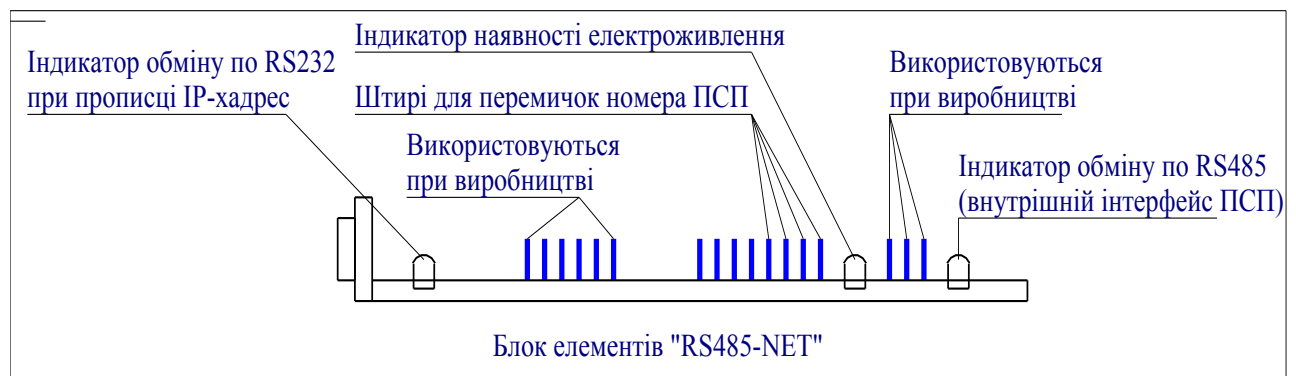 Індикатор обміну по RS232
при прописці IP-хадрес
Індикатор наявності електроживлення
Штирі для перемичок номера ПСП
Використовуються
при виробництві
Використовуються
при виробництві
Індикатор обміну по RS485
(внутрішній інтерфейс ПСП)
Блок елементів "RS485-NET"